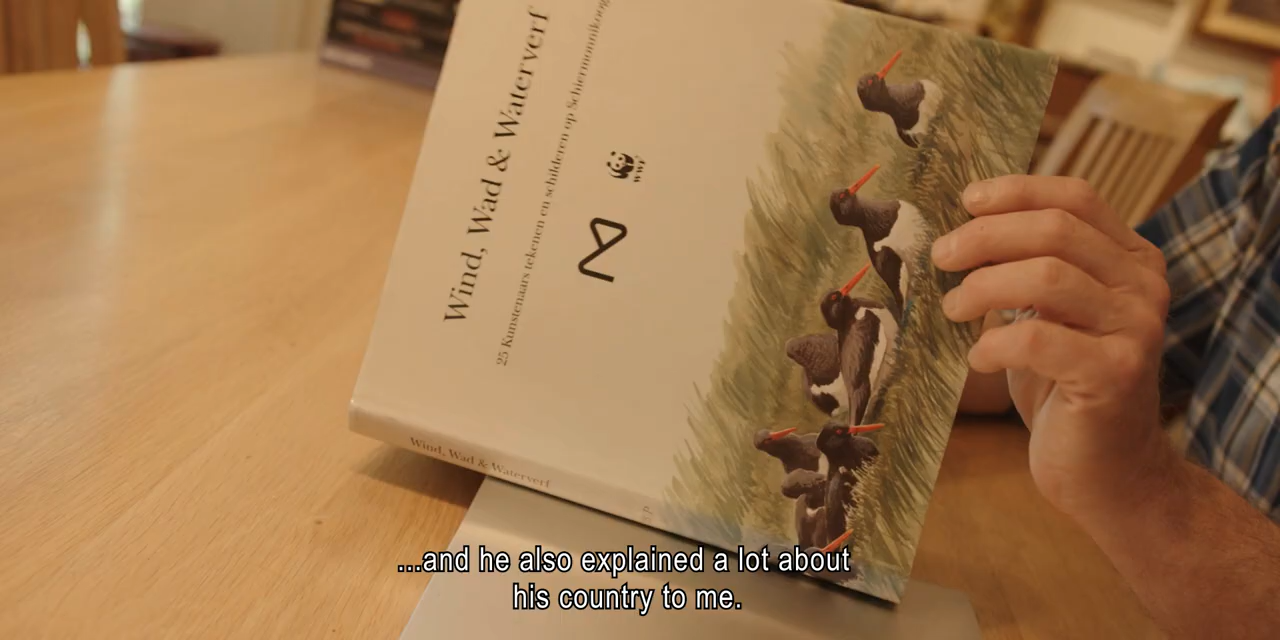 Wind, Wad & Waterverf
25 Kunstenaars tekenen en schilderen op Schiermonnikoog
WWF
Wind, Wad & Waterverf
...and he also explained a lot about
his country to me.